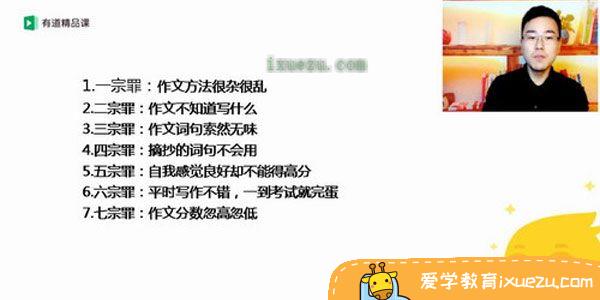 有道精品课
ixuezu.com
1.一宗罪：作文方法很杂很乱
2.二宗罪：作文不知道写什么
3.三宗罪：作文词句索然无味
4.四宗罪：摘抄的词句不会用
5.五宗罪：自我感觉良好却不能得高分
6.六宗罪：平时写作不错，一到考试就完蛋
7.七宗罪：作文分数忽高忽低
爱学教育ixuezu.com